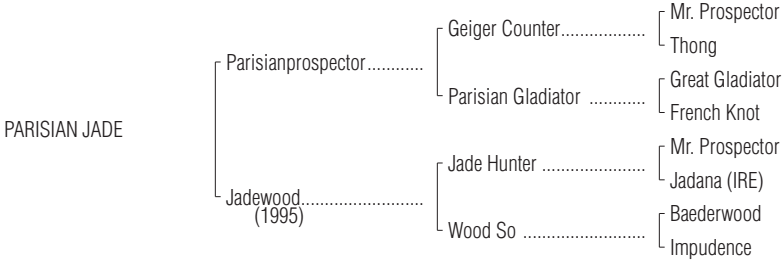 Mr. Prospector
Geiger Counter...................
Thong
Parisianprospector............
Great Gladiator
Parisian Gladiator ............
French Knot
PARISIAN JADE
Mr. Prospector
Jade Hunter ......................
Jadana (IRE)
Jadewood..........................
(1995)
Baederwood
Wood So ..........................
Impudence